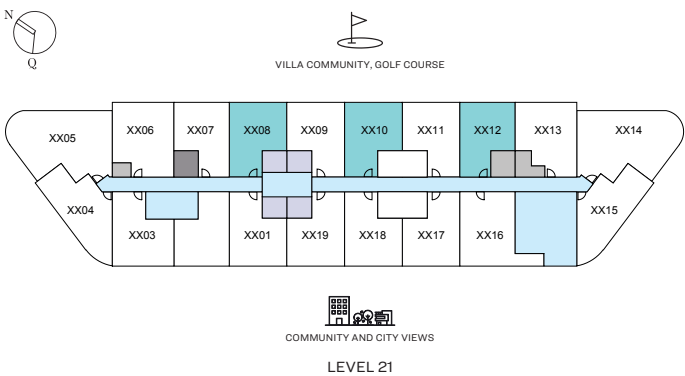 N
Q
VILLA COMMUNITY, GOLF COURSE
XX05
XX06
XX07
XX08
XX09
XX10
XX11
XX12
XX13
XX14
XX04
XX03
XX01
XX19
XX18
XX17
XX16
XX15
COMMUNITY AND CITY VIEWS
LEVEL 21